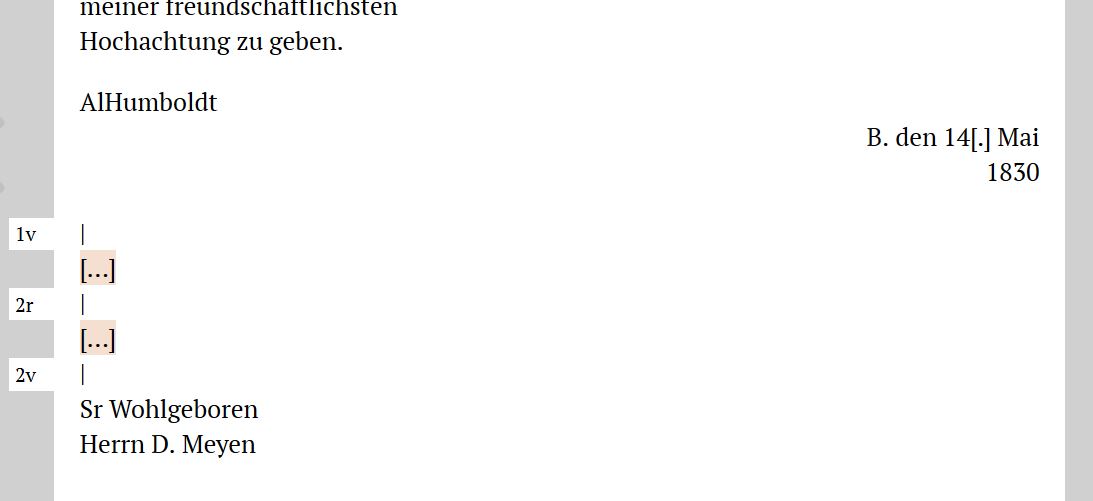 meiner freundschaftlichsten
Hochachtung zu geben.
AlHumboldt
B. den 14[.] Mai
1830
1v |
[...]
2r |
[...]
2v |
Sr Wohlgeboren
Herrn D. Meyen